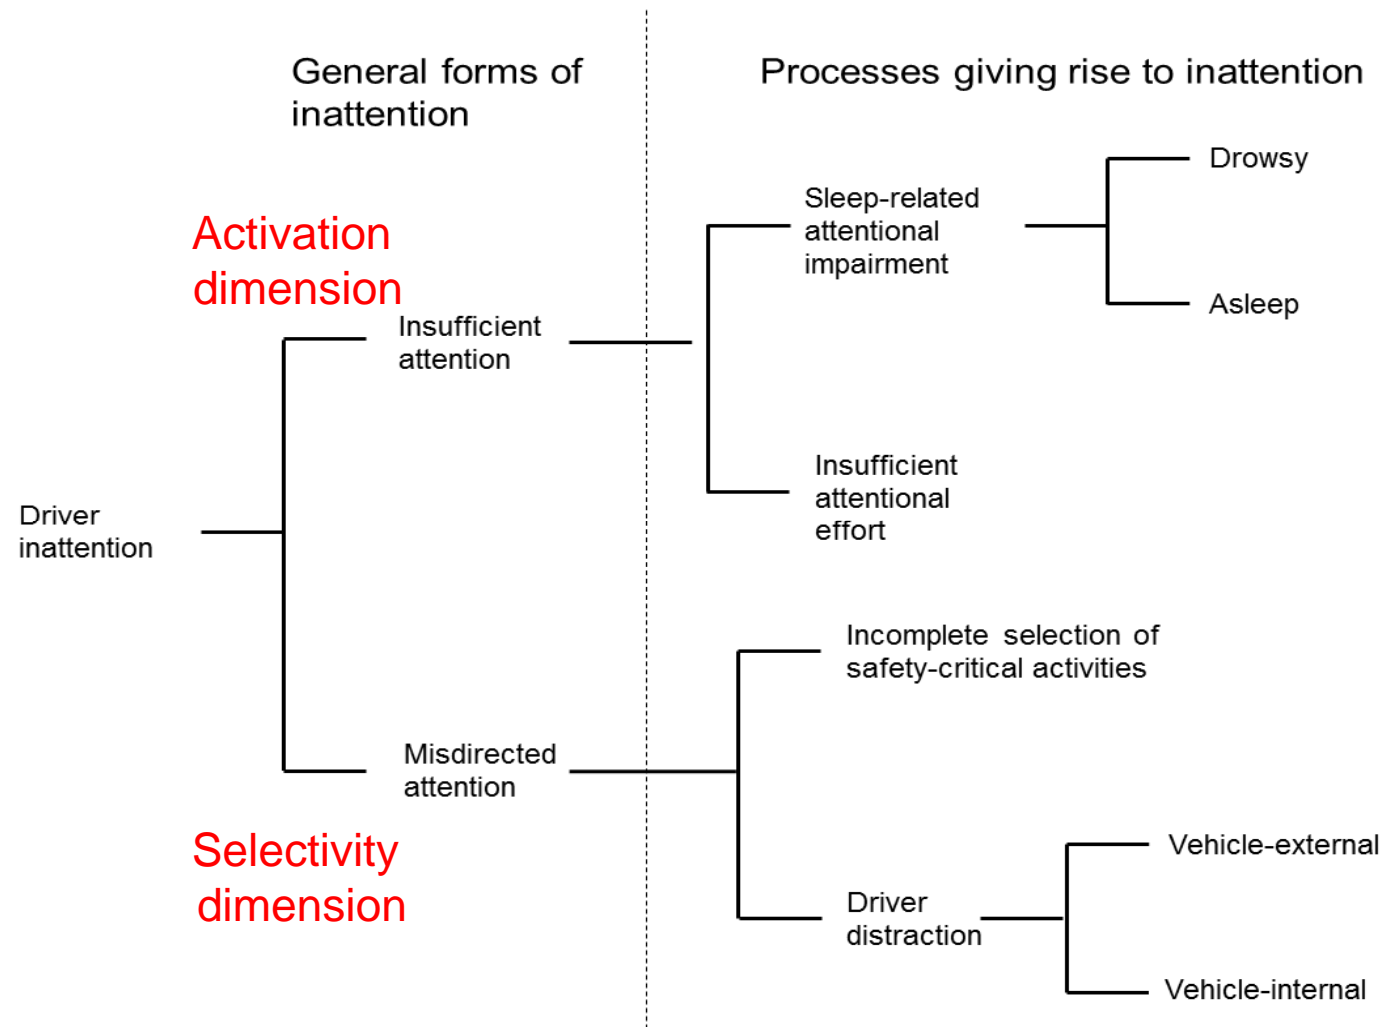 General forms of
inattention
Processes giving rise to inattention
Drowsy
Sleep-related
attentional
impairment
Activation
dimension
Asleep
Insufficient
attention
Insufficient
attentional
effort
Driver
inattention
Incomplete selection of
safety-critical activities
Misdirected
attention
Selectivity
dimension
Vehicle-external
Driver
distraction
Vehicle-internal